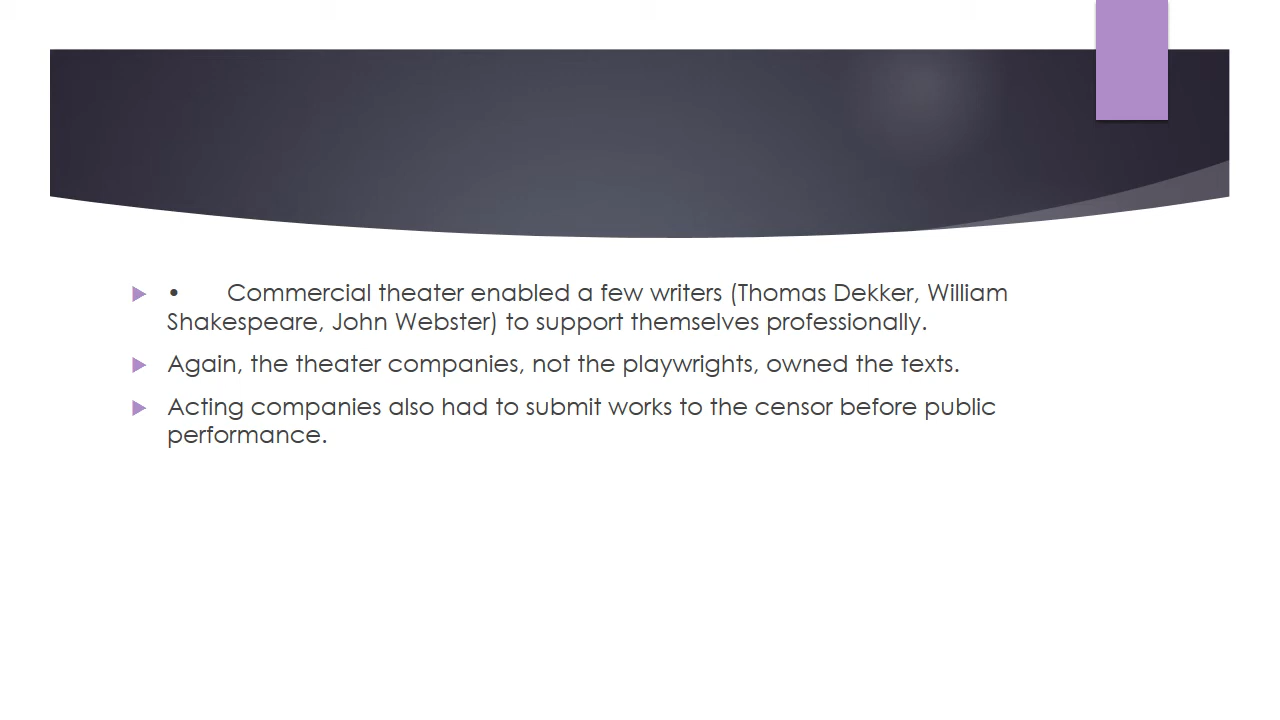 • Commercial theater enabled a few writers (Thomas Dekker, William
Shakespeare, John Webster) to support themselves professionally.
Again, the theater companies, not the playwrights, owned the texts.
Acting companies also had to submit works to the censor before public
performance.